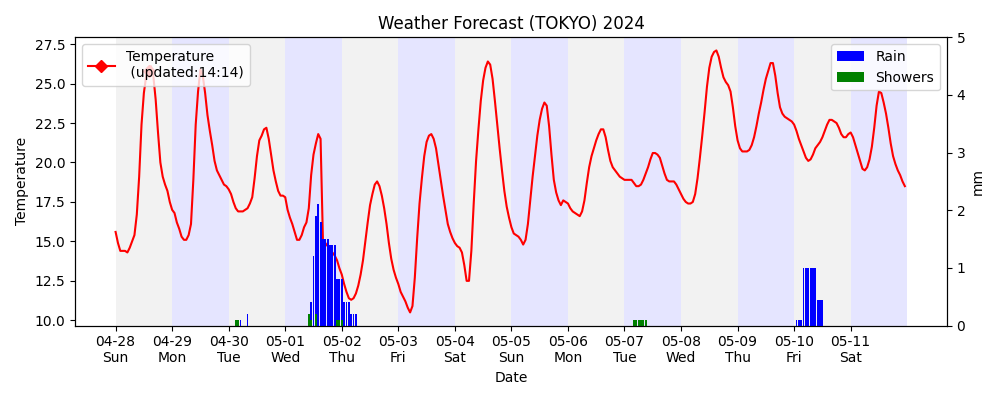 Weather Forecast (TOKYO) 2024
Temperature
(updated:14:14)
Rain
Showers
Temperature
27.5
25.0
22.5
20.0
17.5
15.0
12.5
10.0
5
4
3
2
1
0
mm
04-28 04-29 04-30 05-01 05-02 05-03 05-04 05-05 05-06 05-07 05-08 05-09 05-10 05-11
Sun Mon Tue Wed Thu Fri Sat Sun Mon Tue Wed Thu Fri Sat
Date